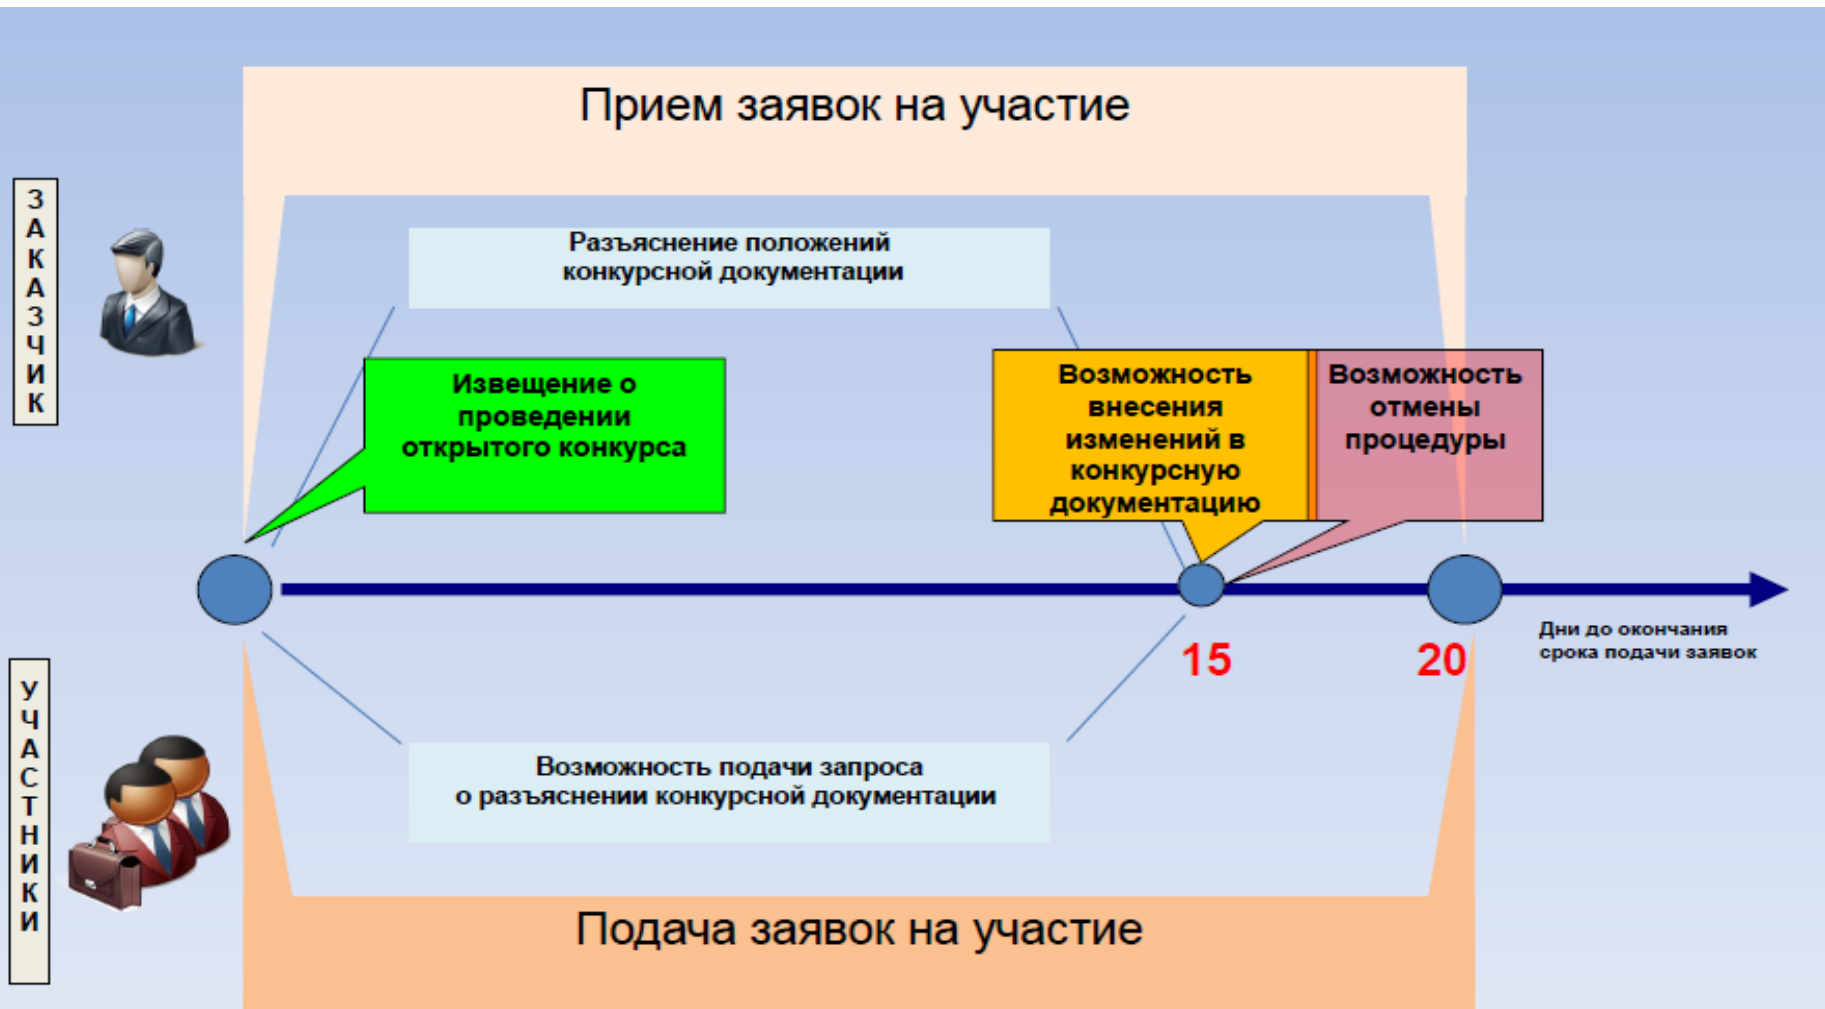 Прием заявок на участие
ЗАКАЗЧИК
Разъяснение положений
конкурсной документации
Извещение о
проведении
открытого конкурса
Возможность
внесения
изменений в
конкурсную
документацию
Возможность
отмены
процедуры
15
20
Дни до окончания
срока подачи заявок
УЧАСТНИКИ
Возможность подачи запроса
о разъяснении конкурсной документации
Подача заявок на участие